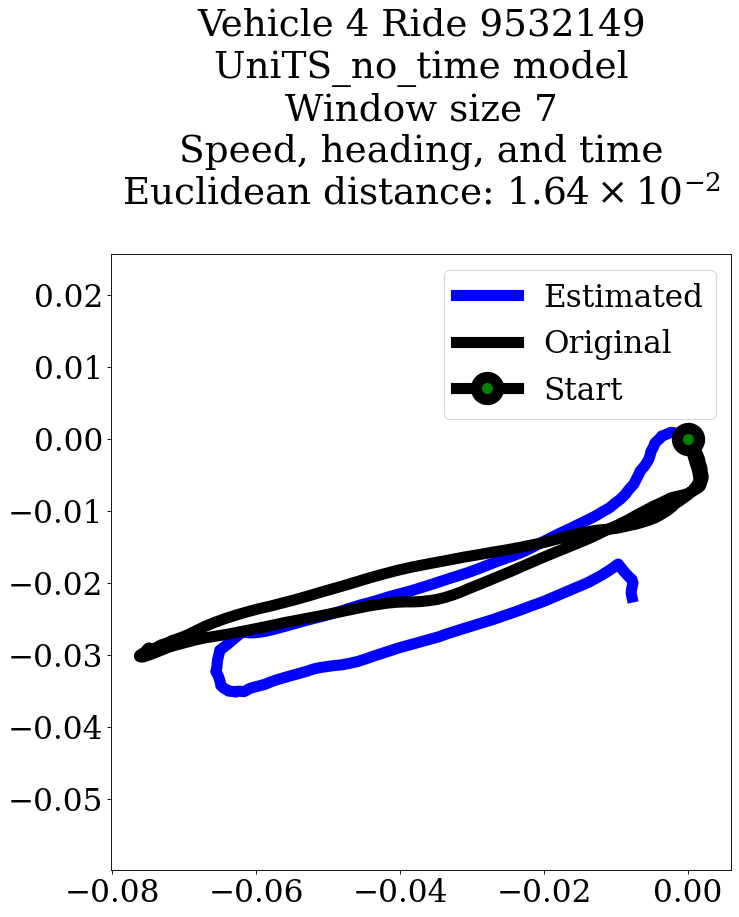 Vehicle 4 Ride 9532149
UniTS_no_time model
Window size 7
Speed, heading, and time
Euclidean distance: 1.64 × 10⁻²
Estimated
Original
Start
0.02
0.01
0.00
−0.01
−0.02
−0.03
−0.04
−0.05
−0.08 −0.06 −0.04 −0.02 0.00